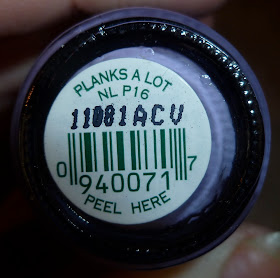 PLANKS A LOT
NL P16
11081ACV
0 940071 7
PEEL HERE